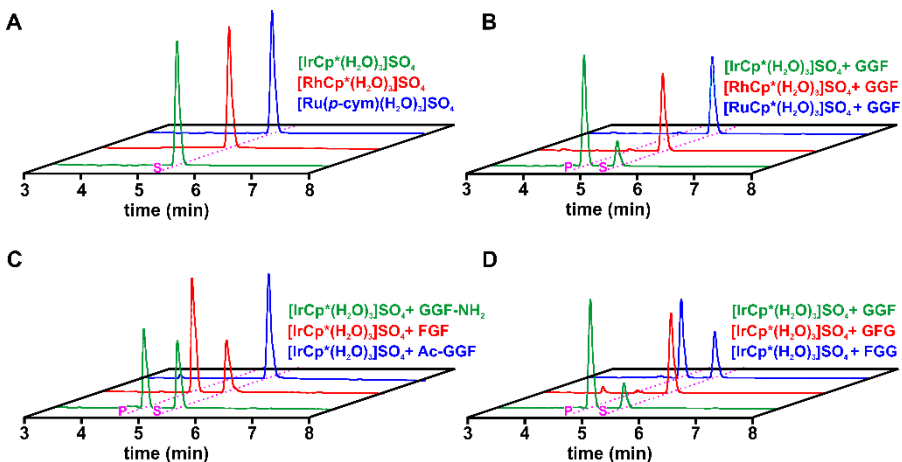 A
[IrCp*(H₂O)₃]SO₄
[RhCp*(H₂O)₃]SO₄
[Ru(p-cym)(H₂O)₃]SO₄
S
3 4 5 6 7 8
time (min)
B
[IrCp*(H₂O)₃]SO₄+ GGF
[RhCp*(H₂O)₃]SO₄+ GGF
[RuCp*(H₂O)₃]SO₄+ GGF
P S
3 4 5 6 7 8
time (min)
C
[IrCp*(H₂O)₃]SO₄+ GGF-NH₂
[IrCp*(H₂O)₃]SO₄+ FGF
[IrCp*(H₂O)₃]SO₄+ Ac-GGF
P S
3 4 5 6 7 8
time (min)
D
[IrCp*(H₂O)₃]SO₄+ GGF
[IrCp*(H₂O)₃]SO₄+ GFG
[IrCp*(H₂O)₃]SO₄+ FGG
P S
3 4 5 6 7 8
time (min)